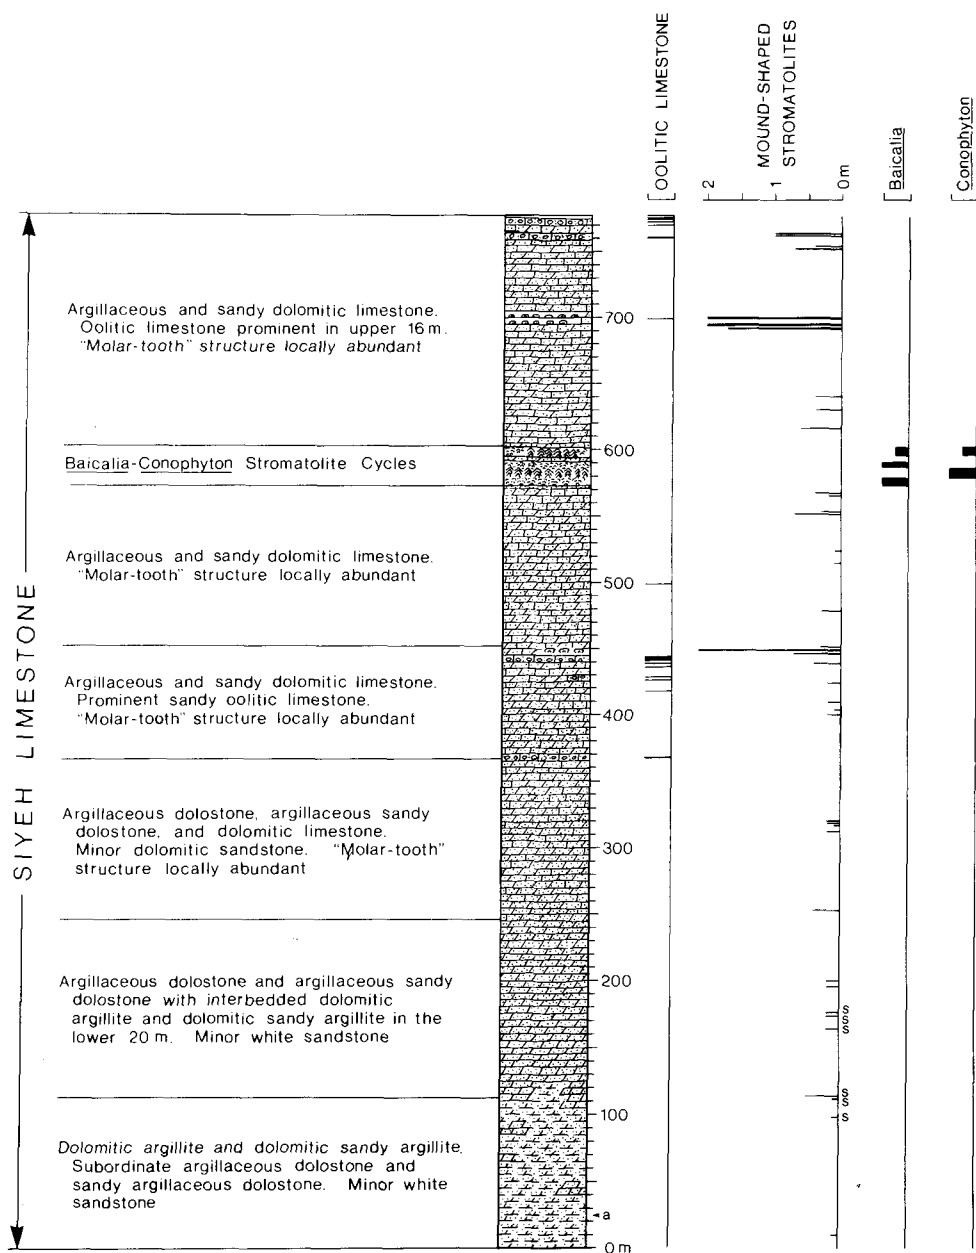 OOLITIC LIMESTONE
MOUND-SHAPED
STROMATOLITES
Baicalia
Conophyton
2
1
0m
SIYEH LIMESTONE
Argillaceous and sandy dolomitic limestone.
Oolitic limestone prominent in upper 16m.
"Molar-tooth" structure locally abundant
Baicalia-Conophyton Stromatolite Cycles
Argillaceous and sandy dolomitic limestone.
"Molar-tooth" structure locally abundant
Argillaceous and sandy dolomitic limestone.
Prominent sandy oolitic limestone.
"Molar-tooth" structure locally abundant
Argillaceous dolostone, argillaceous sandy
dolostone, and dolomitic limestone.
Minor dolomitic sandstone. "Molar-tooth"
structure locally abundant
Argillaceous dolostone and argillaceous sandy
dolostone with interbedded dolomitic
argillite and dolomitic sandy argillite in the
lower 20m. Minor white sandstone
Dolomitic argillite and dolomitic sandy argillite.
Subordinate argillaceous dolostone and
sandy argillaceous dolostone. Minor white
sandstone
700
600
500
400
300
200
100
a
0m
S
S
S
S
S
S